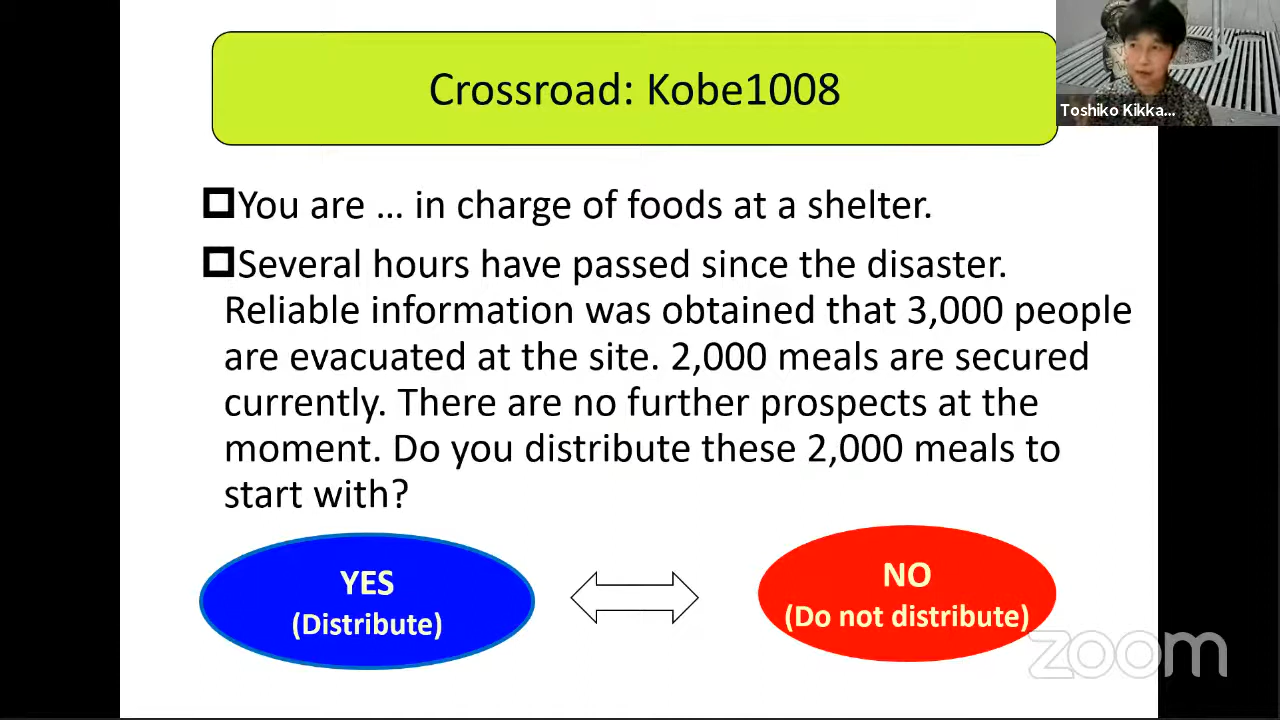 Crossroad: Kobe1008
Toshiko Kikka...
You are ... in charge of foods at a shelter.
Several hours have passed since the disaster.
Reliable information was obtained that 3,000 people
are evacuated at the site. 2,000 meals are secured
currently. There are no further prospects at the
moment. Do you distribute these 2,000 meals to
start with?
YES
(Distribute)
NO
(Do not distribute)
zoom